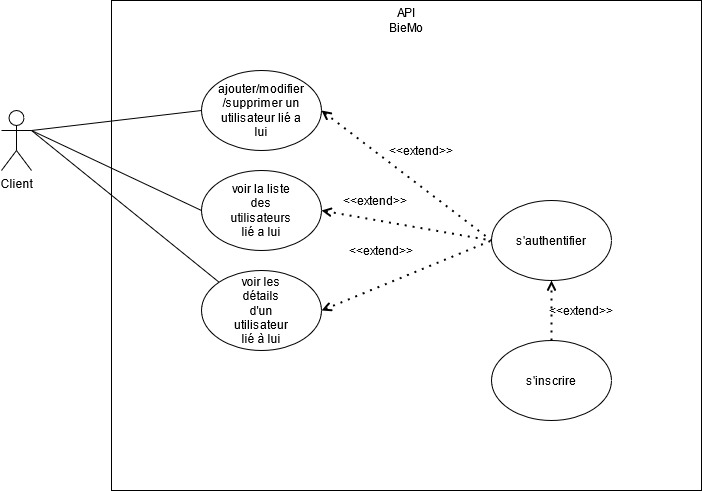 API
BieMo
ajouter/modifier
/supprimer un
utilisateur lié a
lui
<<extend>>
Client
voir la liste
des
utilisateurs
lié a lui
<<extend>>
s'authentifier
<<extend>>
voir les
détails
d'un
utilisateur
lié à lui
<<extend>>
s'inscrire